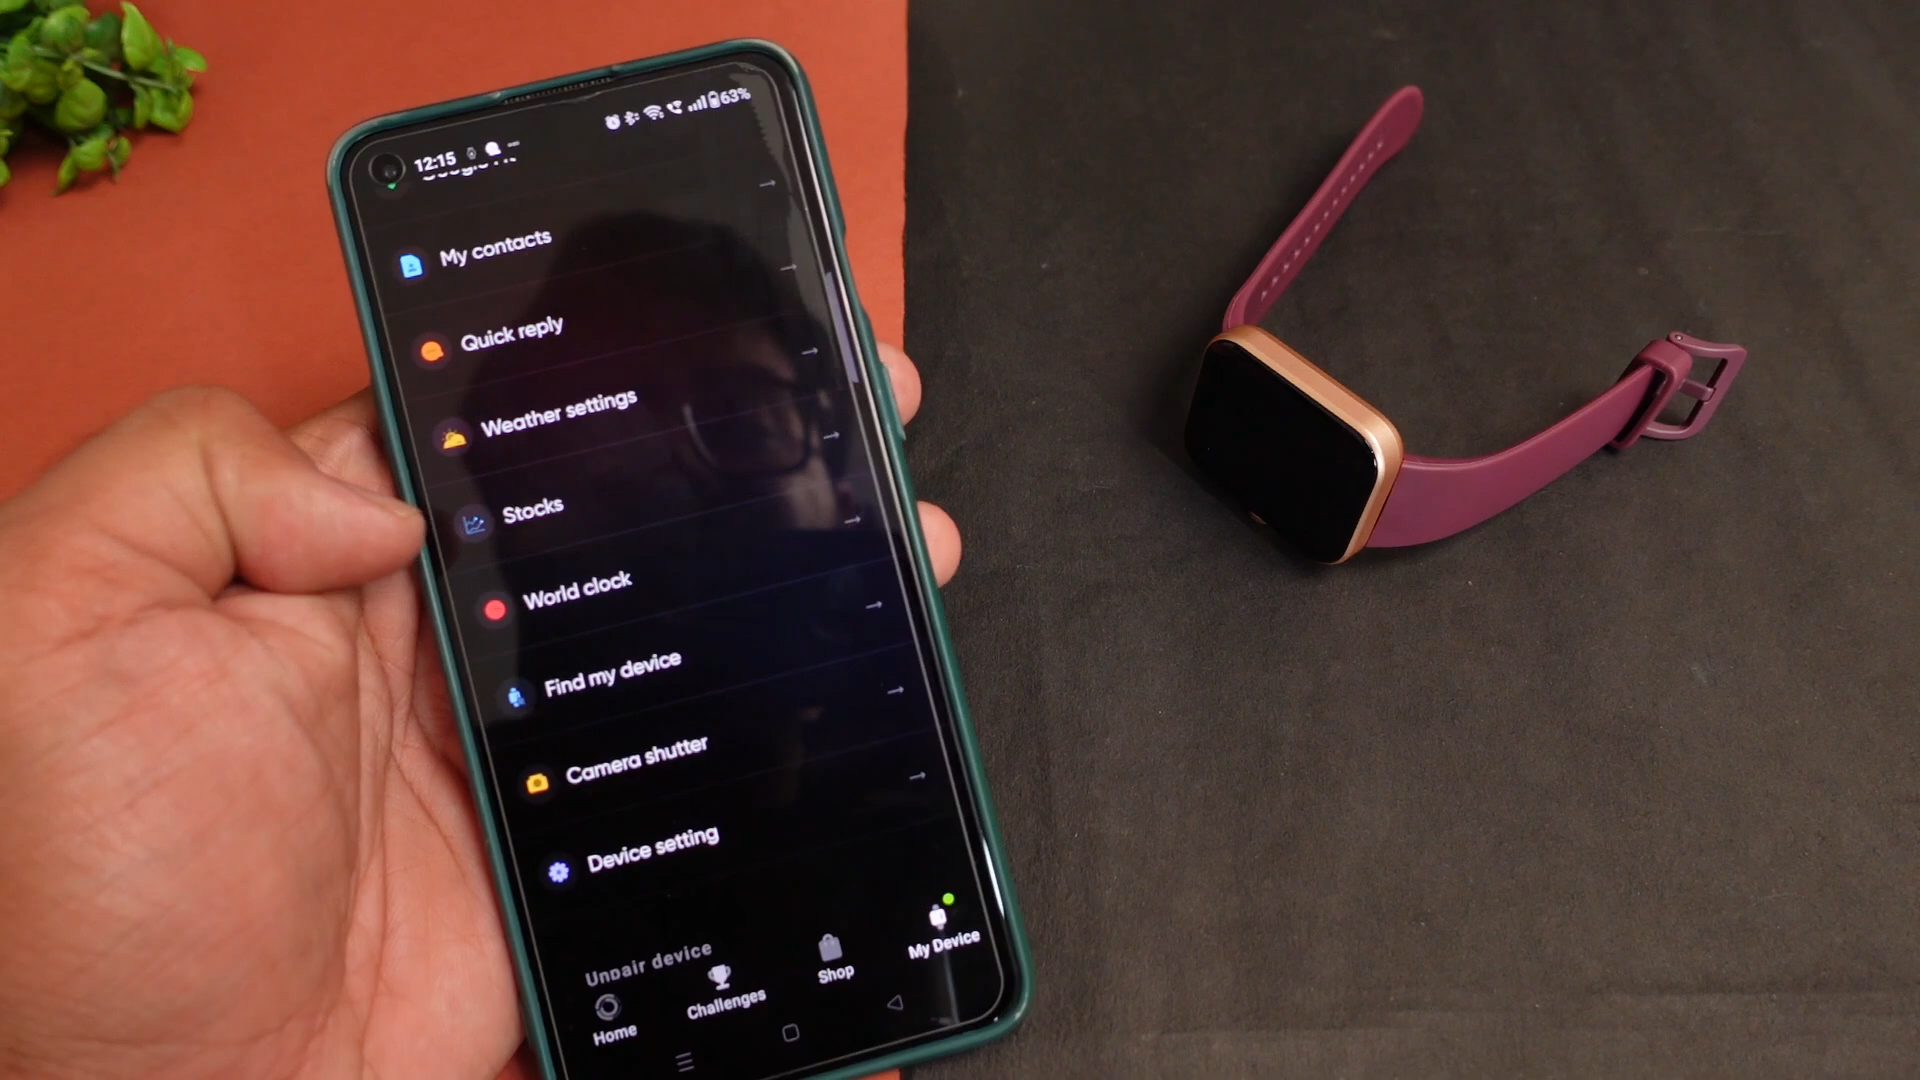 12:15
63%
My contacts
Quick reply
Weather settings
Stocks
World clock
Find my device
Camera shutter
Device setting
Unpair device
Home
Challenges
Shop
My Device